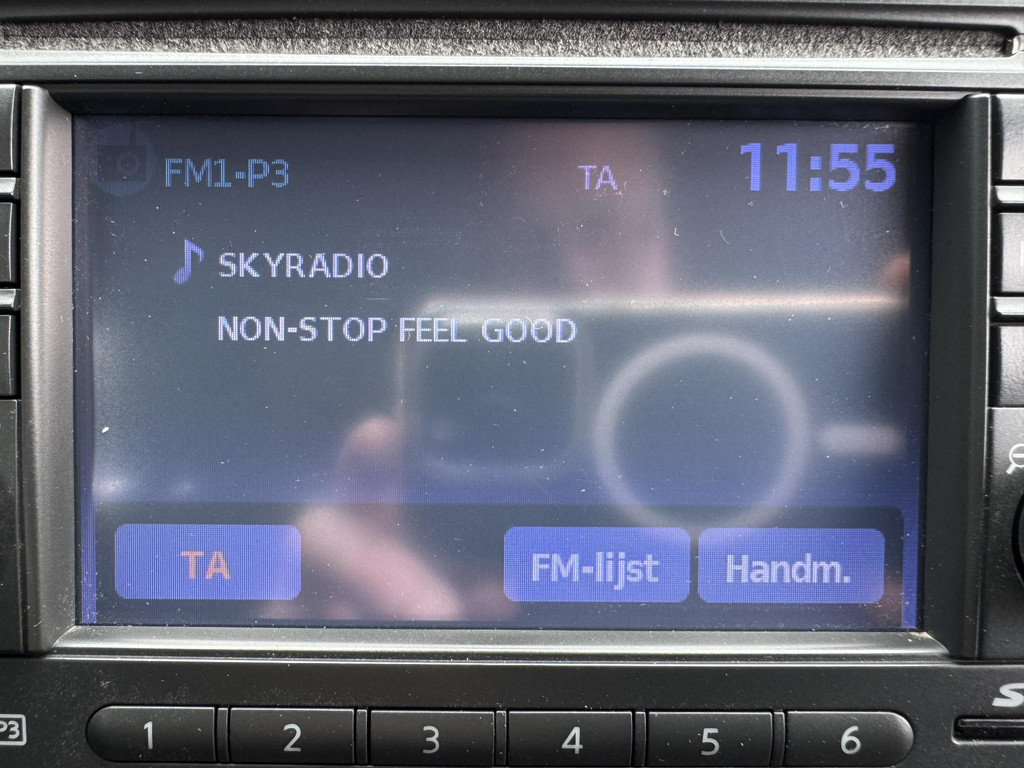 FM1-P3 TA 11:55
SKYRADIO
NON-STOP FEEL GOOD
TA FM-lijst Handm.
1 2 3 4 5 6